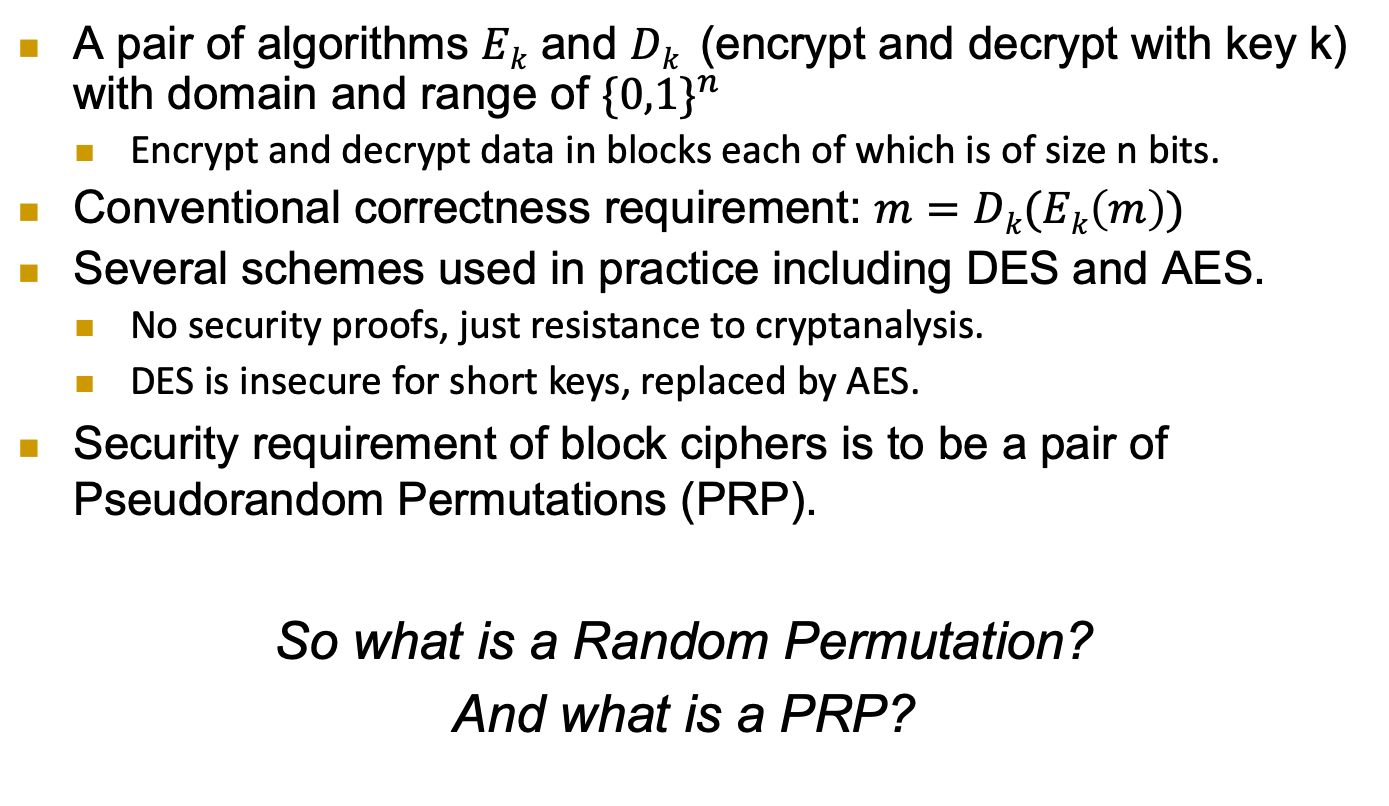 ▪ A pair of algorithms 𝐸ₖ and 𝐷ₖ (encrypt and decrypt with key k)
with domain and range of {0,1}ⁿ
▪ Encrypt and decrypt data in blocks each of which is of size n bits.
▪ Conventional correctness requirement: 𝑚 = 𝐷ₖ(𝐸ₖ(𝑚))
▪ Several schemes used in practice including DES and AES.
▪ No security proofs, just resistance to cryptanalysis.
▪ DES is insecure for short keys, replaced by AES.
▪ Security requirement of block ciphers is to be a pair of
Pseudorandom Permutations (PRP).
So what is a Random Permutation?
And what is a PRP?